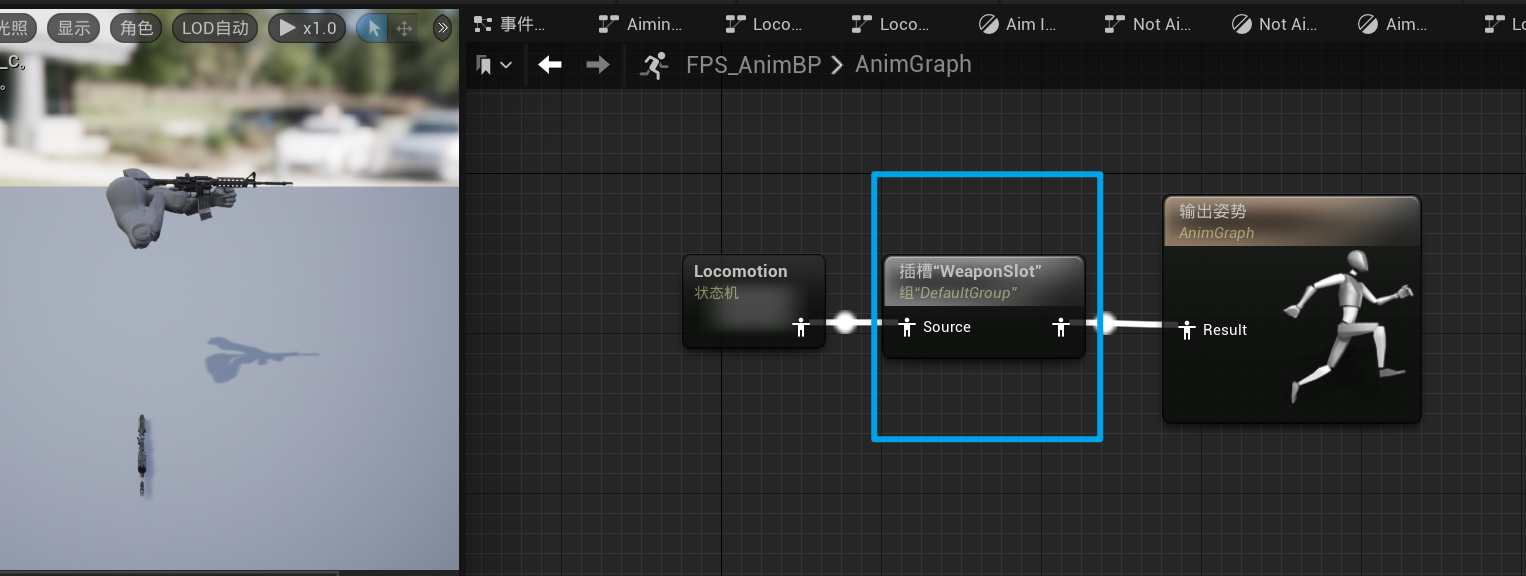 光照 显示 角色 LOD自动 x1.0
_C。
。
事件... Aimin... Loco... Loco... Aim I... Not Ai... Not Ai... Aim... Lo
FPS_AnimBP AnimGraph
输出姿势
AnimGraph
Locomotion
状态机
插槽“WeaponSlot”
组“DefaultGroup”
Source
Result